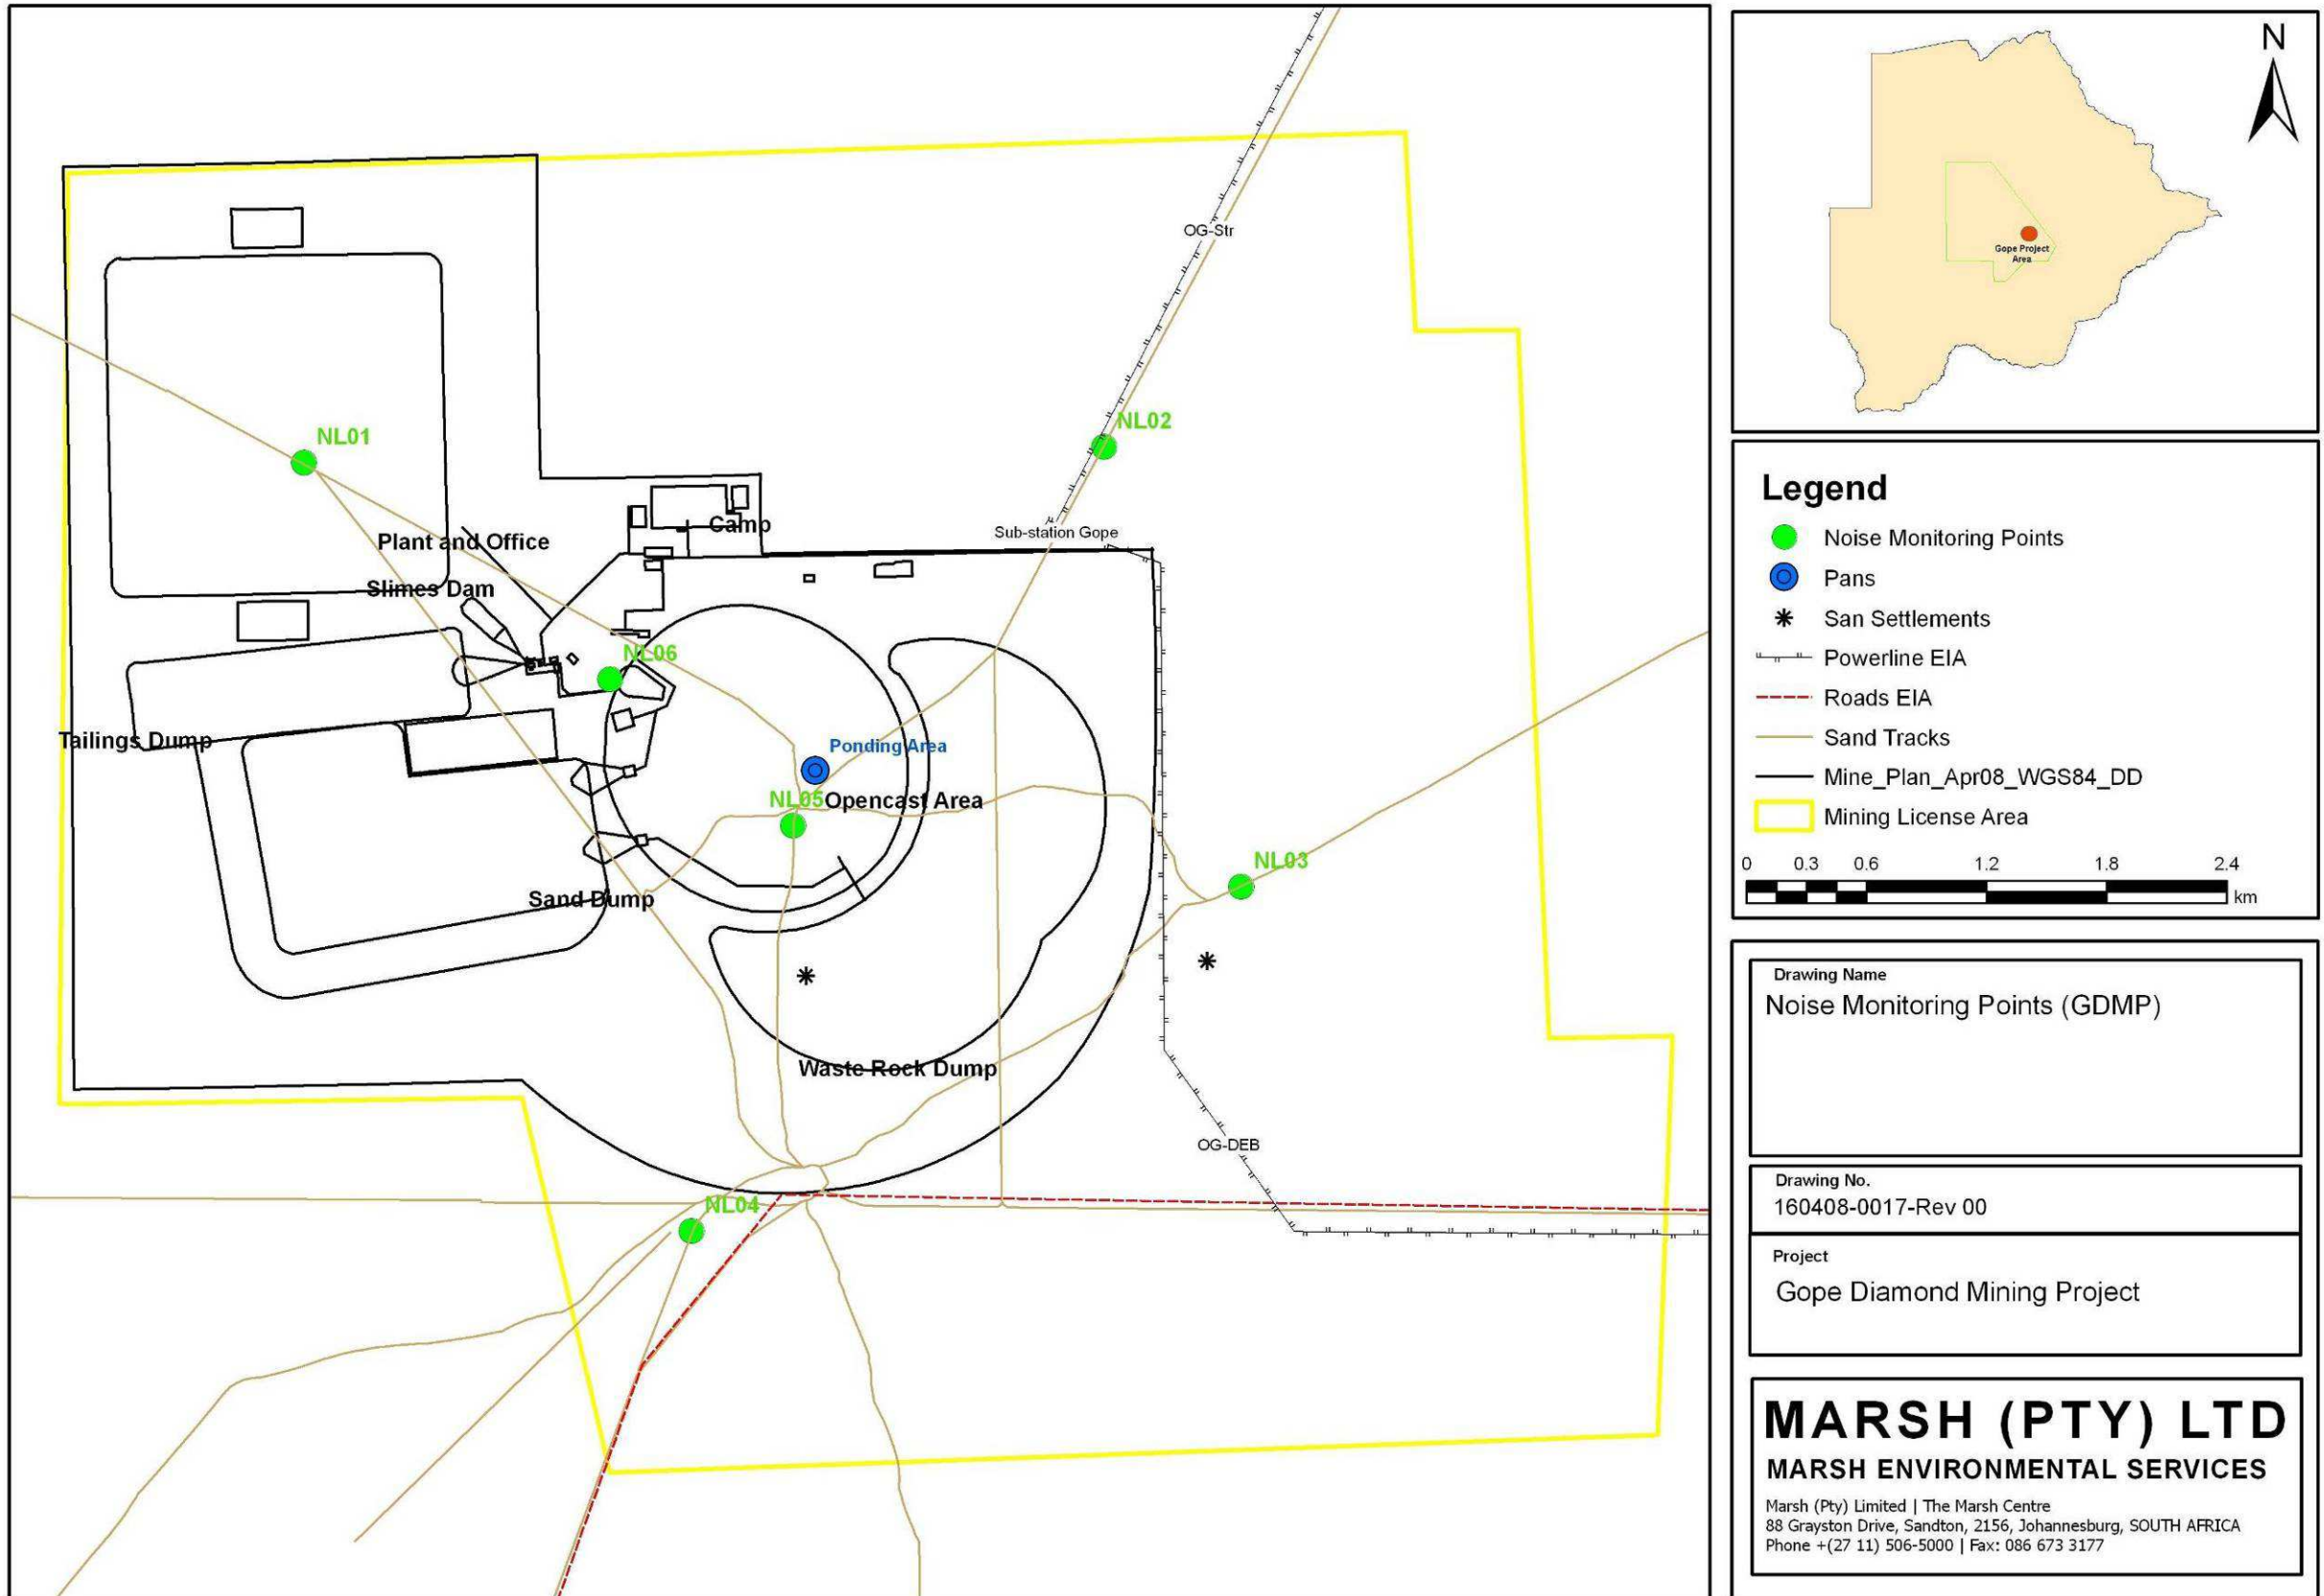 OG-Str
NL02
NL01
Sub-station Gope
Camp
Plant and Office
Slimes Dam
NL06
Tailings Dump
Ponding Area
NL05
Opencast Area
NL03
Sand Dump
Waste Rock Dump
OG-DEB
NL04
N
Gope Project
Area
Legend
Noise Monitoring Points
Pans
San Settlements
Powerline EIA
Roads EIA
Sand Tracks
Mine_Plan_Apr08_WGS84_DD
Mining License Area
0 0.3 0.6 1.2 1.8 2.4
km
Drawing Name
Noise Monitoring Points (GDMP)
Drawing No.
160408-0017-Rev 00
Project
Gope Diamond Mining Project
MARSH (PTY) LTD
MARSH ENVIRONMENTAL SERVICES
Marsh (Pty) Limited | The Marsh Centre
88 Grayston Drive, Sandton, 2156, Johannesburg, SOUTH AFRICA
Phone +(27 11) 506-5000 | Fax: 086 673 3177